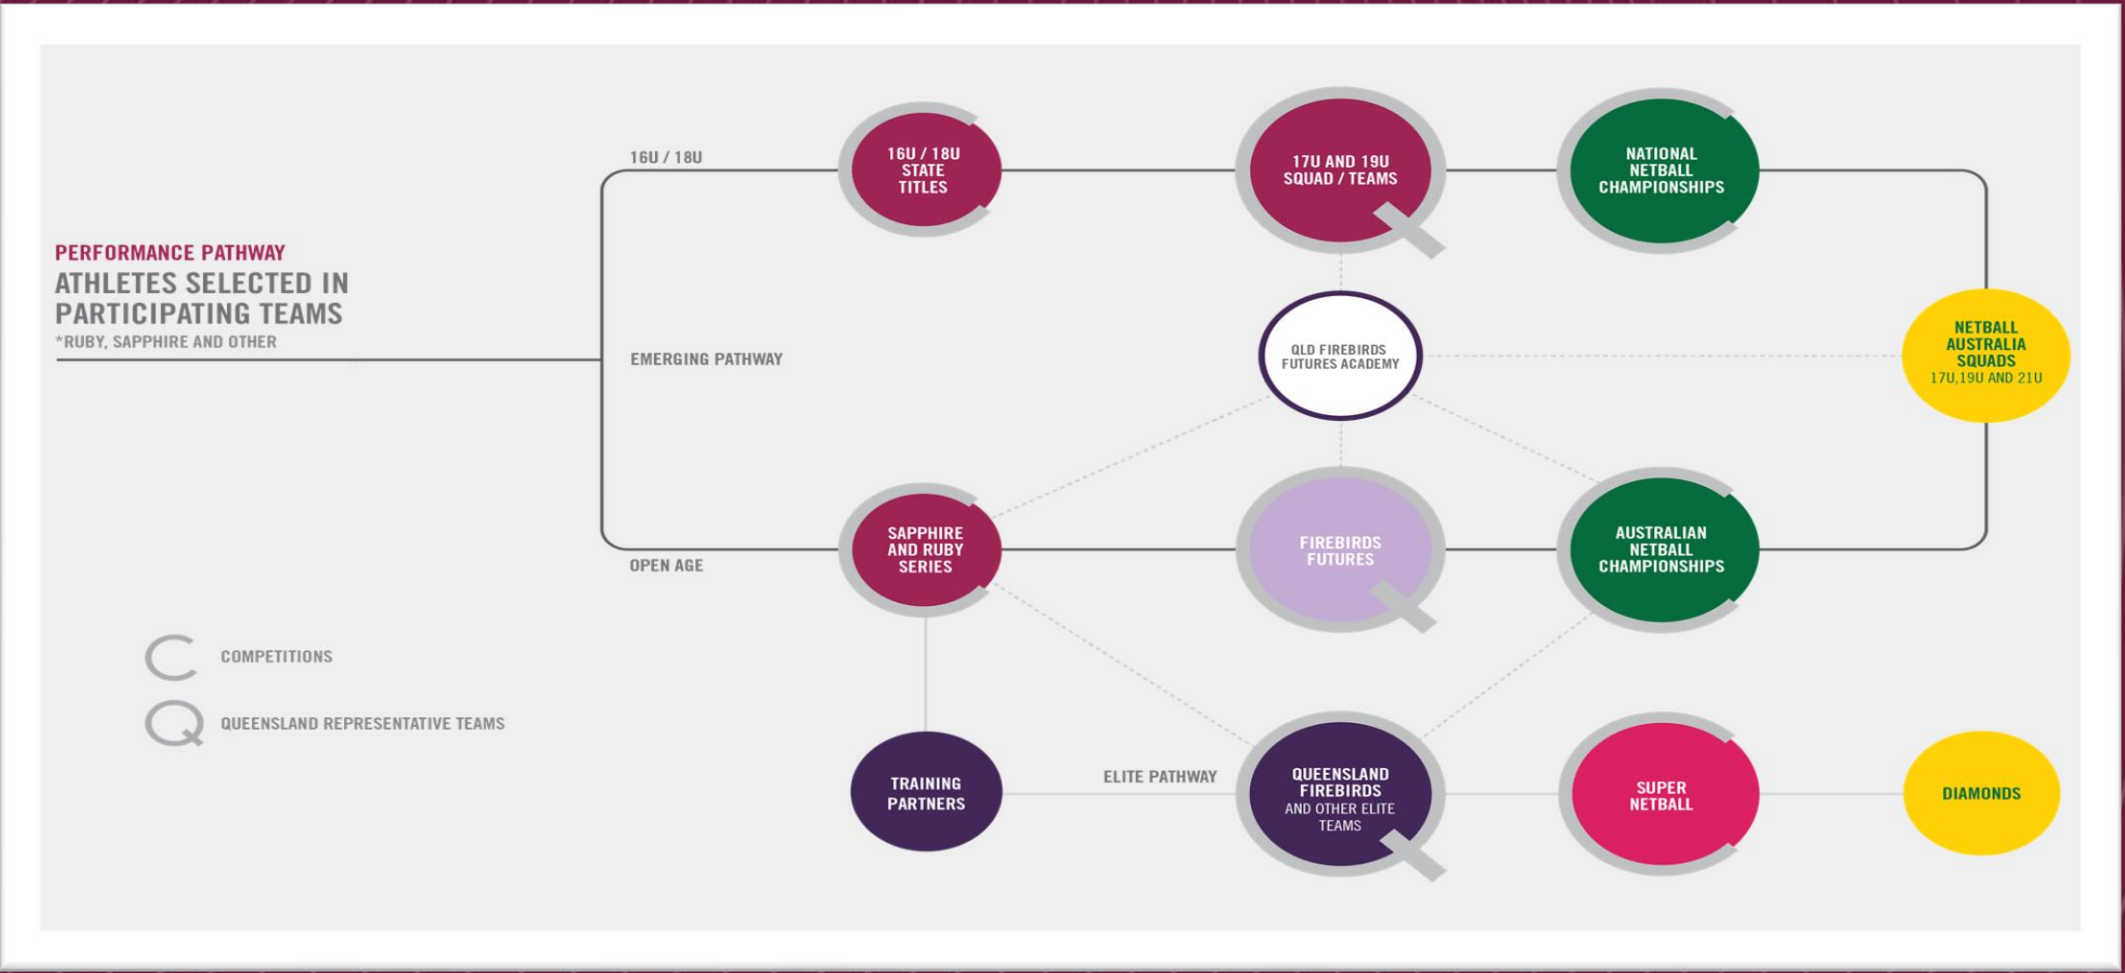 PERFORMANCE PATHWAY
ATHLETES SELECTED IN
PARTICIPATING TEAMS
*RUBY, SAPPHIRE AND OTHER
16U / 18U
EMERGING PATHWAY
OPEN AGE
16U / 18U
STATE
TITLES
17U AND 19U
SQUAD / TEAMS
NATIONAL
NETBALL
CHAMPIONSHIPS
QLD FIREBIRDS
FUTURES ACADEMY
NETBALL
AUSTRALIA
SQUADS
17U,19U AND 21U
SAPPHIRE
AND RUBY
SERIES
FIREBIRDS
FUTURES
AUSTRALIAN
NETBALL
CHAMPIONSHIPS
COMPETITIONS
QUEENSLAND REPRESENTATIVE TEAMS
TRAINING
PARTNERS
ELITE PATHWAY
QUEENSLAND
FIREBIRDS
AND OTHER ELITE
TEAMS
SUPER
NETBALL
DIAMONDS